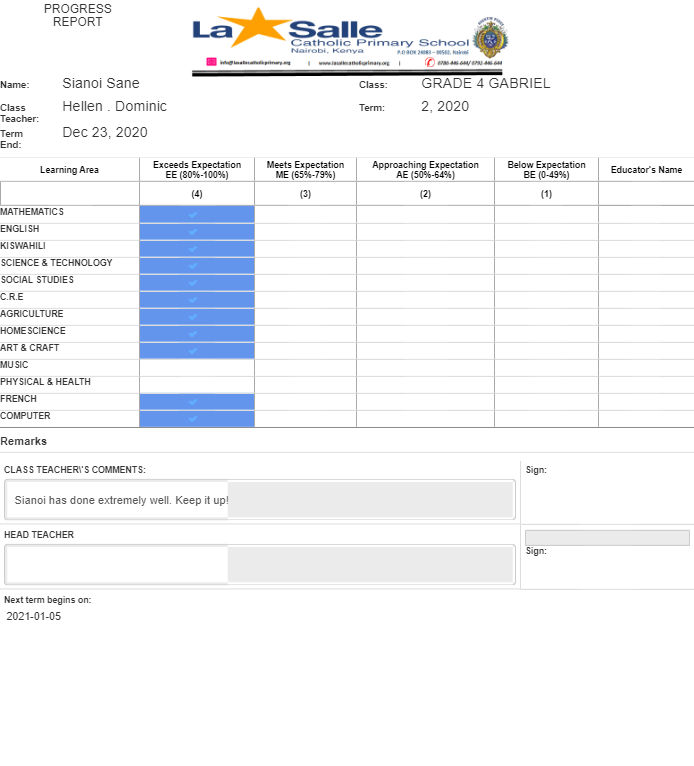 PROGRESS
REPORT
La Salle
Catholic Primary School
Nairobi, Kenya
P.O BOX 24083 - 00502, Nairobi
info@lasallecatholicprimary.org | www.lasallecatholicprimary.org | 0780-446-644/ 0792-446-644
Name: Sianoi Sane Class: GRADE 4 GABRIEL
Class Teacher: Hellen . Dominic Term: 2, 2020
Term End: Dec 23, 2020
Learning Area Exceeds Expectation EE (80%-100%) Meets Expectation ME (65%-79%) Approaching Expectation AE (50%-64%) Below Expectation BE (0-49%) Educator's Name
(4) (3) (2) (1)
MATHEMATICS
ENGLISH
KISWAHILI
SCIENCE & TECHNOLOGY
SOCIAL STUDIES
C.R.E
AGRICULTURE
HOMESCIENCE
ART & CRAFT
MUSIC
PHYSICAL & HEALTH
FRENCH
COMPUTER
Remarks
CLASS TEACHER\'S COMMENTS: Sign:
Sianoi has done extremely well. Keep it up!
HEAD TEACHER
Sign:
Next term begins on:
2021-01-05